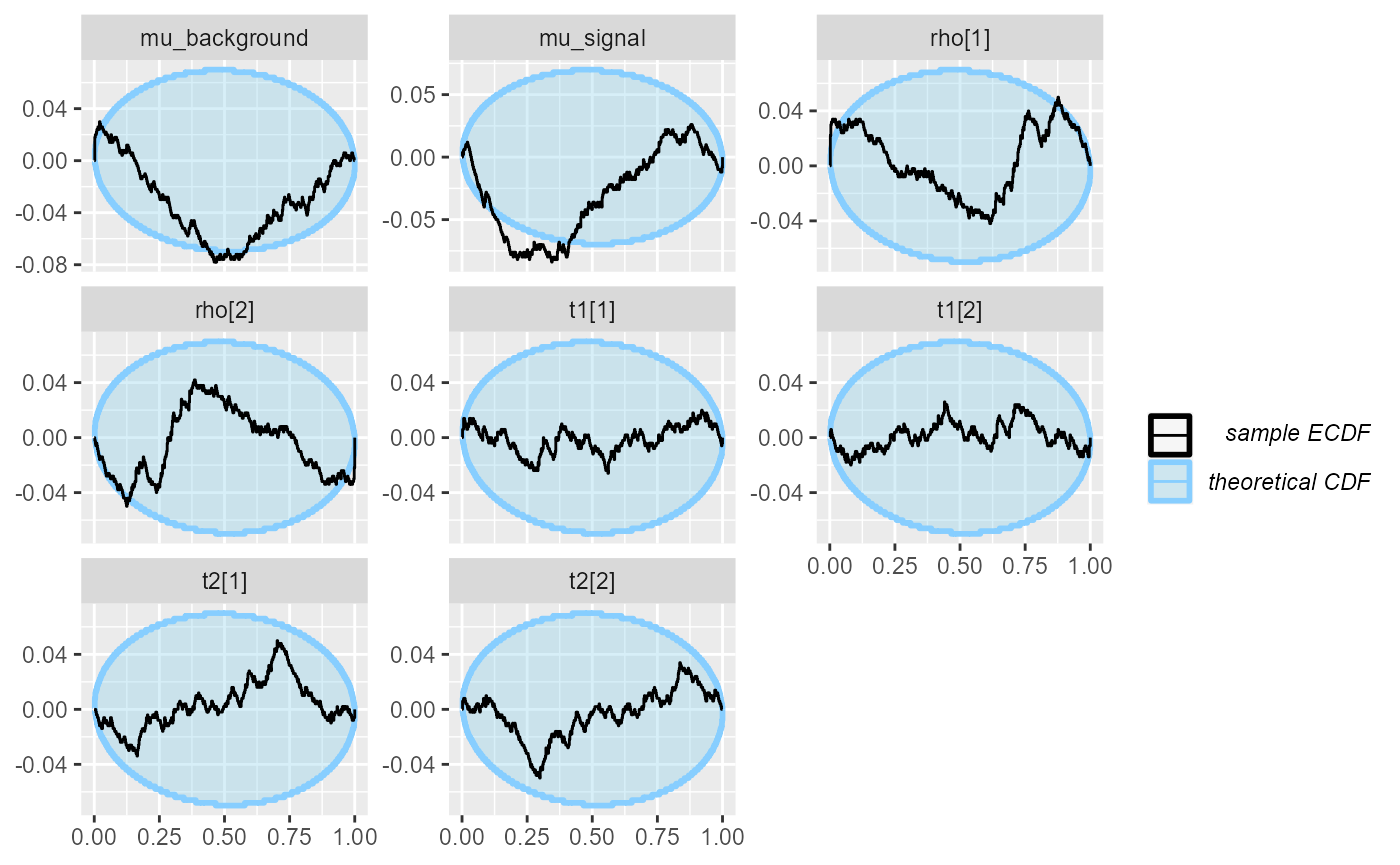 mu_background mu_signal rho[1]
0.04 0.05 0.04
0.00 0.00 0.00
-0.04 -0.05 -0.04
-0.08
rho[2] t1[1] t1[2]
0.04 0.04 0.04
0.00 0.00 0.00
-0.04 -0.04 -0.04
sample ECDF
theoretical CDF
0.00 0.25 0.50 0.75 1.00
t2[1] t2[2]
0.04 0.04
0.00 0.00
-0.04 -0.04
0.00 0.25 0.50 0.75 1.00 0.00 0.25 0.50 0.75 1.00